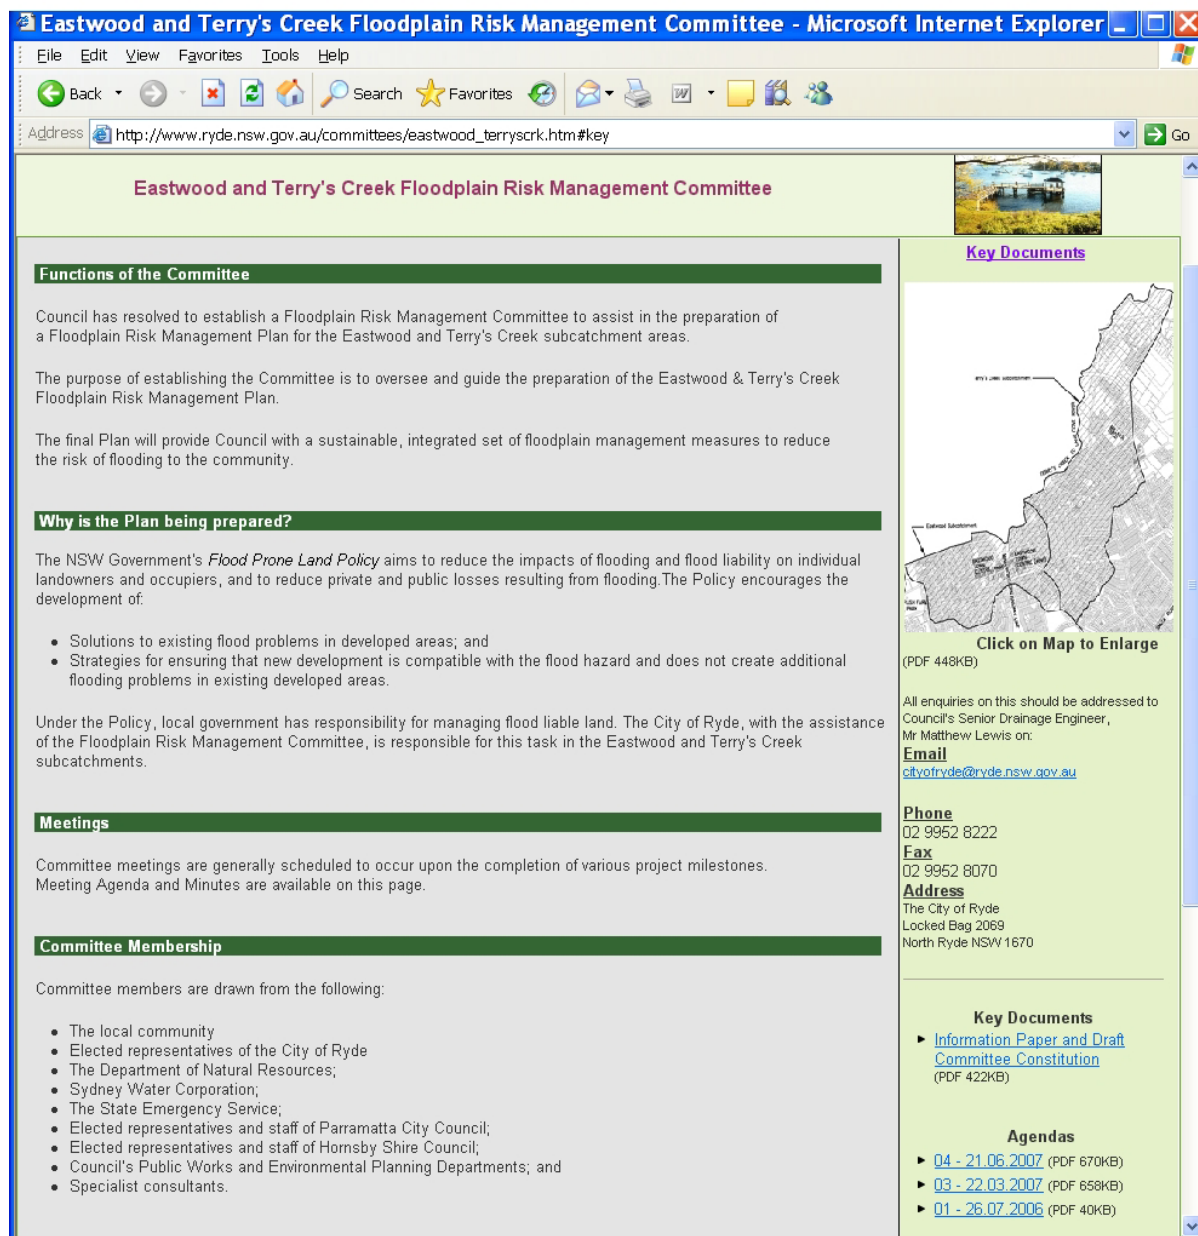 Eastwood and Terry's Creek Floodplain Risk Management Committee - Microsoft Internet Explorer
File Edit View Favorites Tools Help
Back Search Favorites
Address http://www.ryde.nsw.gov.au/committees/eastwood_terryscrk.htm#key Go
Eastwood and Terry's Creek Floodplain Risk Management Committee
Functions of the Committee
Council has resolved to establish a Floodplain Risk Management Committee to assist in the preparation of
a Floodplain Risk Management Plan for the Eastwood and Terry's Creek subcatchment areas.
The purpose of establishing the Committee is to oversee and guide the preparation of the Eastwood & Terry's Creek
Floodplain Risk Management Plan.
The final Plan will provide Council with a sustainable, integrated set of floodplain management measures to reduce
the risk of flooding to the community.
Why is the Plan being prepared?
The NSW Government's Flood Prone Land Policy aims to reduce the impacts of flooding and flood liability on individual
landowners and occupiers, and to reduce private and public losses resulting from flooding.The Policy encourages the
development of:
• Solutions to existing flood problems in developed areas; and
• Strategies for ensuring that new development is compatible with the flood hazard and does not create additional
flooding problems in existing developed areas.
Under the Policy, local government has responsibility for managing flood liable land. The City of Ryde, with the assistance
of the Floodplain Risk Management Committee, is responsible for this task in the Eastwood and Terry's Creek
subcatchments.
Meetings
Committee meetings are generally scheduled to occur upon the completion of various project milestones.
Meeting Agenda and Minutes are available on this page.
Committee Membership
Committee members are drawn from the following:
• The local community
• Elected representatives of the City of Ryde
• The Department of Natural Resources;
• Sydney Water Corporation;
• The State Emergency Service;
• Elected representatives and staff of Parramatta City Council;
• Elected representatives and staff of Hornsby Shire Council;
• Council's Public Works and Environmental Planning Departments; and
• Specialist consultants.
Key Documents
Terry's Creek Subcatchment
Eastwood Subcatchment
Click on Map to Enlarge
(PDF 448KB)
All enquiries on this should be addressed to
Council's Senior Drainage Engineer,
Mr Matthew Lewis on:
Email
cityofryde@ryde.nsw.gov.au
Phone
02 9952 8222
Fax
02 9952 8070
Address
The City of Ryde
Locked Bag 2069
North Ryde NSW 1670
Key Documents
► Information Paper and Draft
Committee Constitution
(PDF 422KB)
Agendas
► 04 - 21.06.2007 (PDF 670KB)
► 03 - 22.03.2007 (PDF 658KB)
► 01 - 26.07.2006 (PDF 40KB)